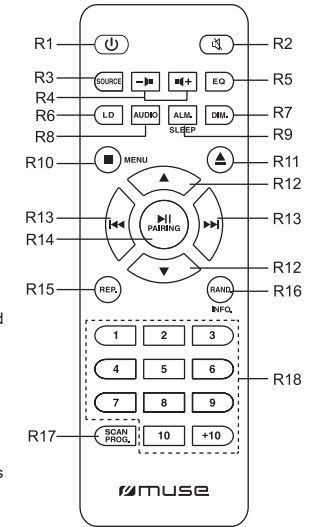 R1 R2
R3 SOURCE EQ R5
R4
R6 LD AUDIO ALM. DIM. R7
R8 SLEEP R9
R10 MENU R11
R12
R13 R13
R14 PAIRING
R12
R15 REP. RAND. R16
INFO.
1 2 3
4 5 6 R18
7 8 9
R17 SCAN PROG. 10 +10
muse
d
s